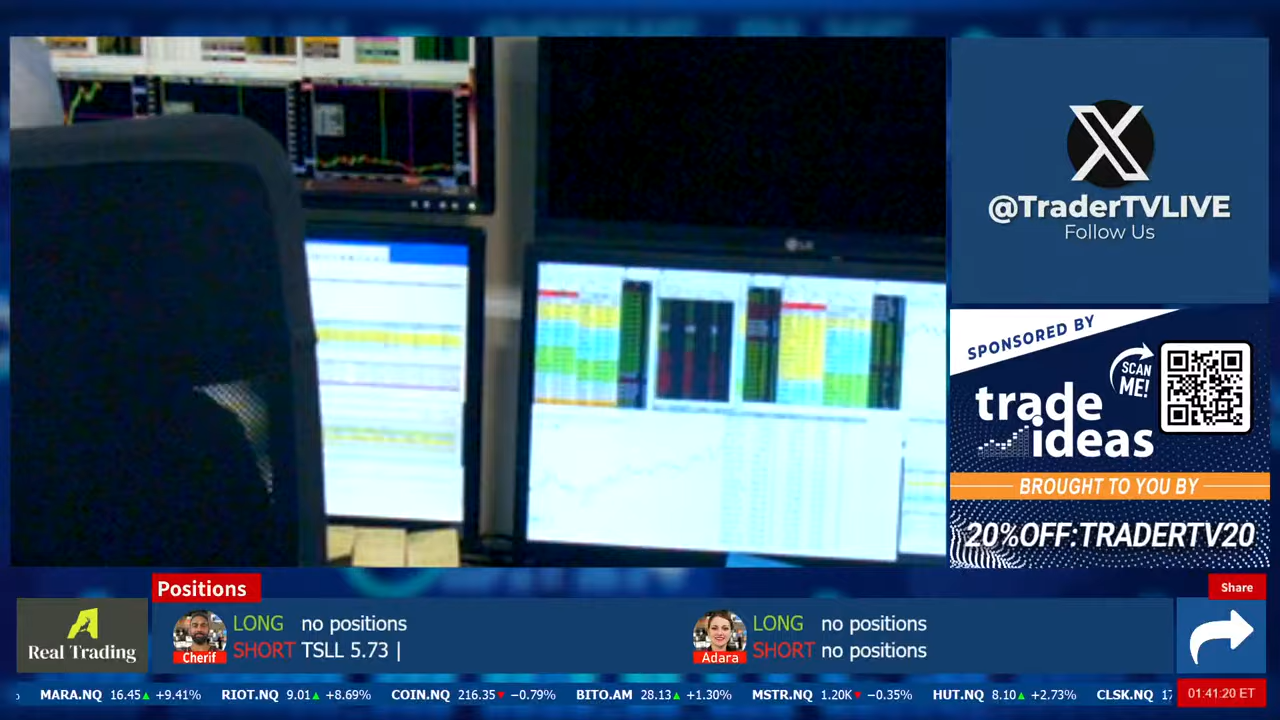 LG
@TraderTVLIVE
Follow Us
SPONSORED BY
SCAN
ME!
trade
ideas
BROUGHT TO YOU BY
20%OFF:TRADERTV20
Positions
Share
Real Trading
Cherif
LONG no positions
SHORT TSLL 5.73 |
Adara
LONG no positions
SHORT no positions
MARA.NQ 16.45▲ +9.41% RIOT.NQ 9.01▲ +8.69% COIN.NQ 216.35▼ −0.79% BITO.AM 28.13▲ +1.30% MSTR.NQ 1.20K▼ −0.35% HUT.NQ 8.10▲ +2.73% CLSK.NQ
01:41:20 ET